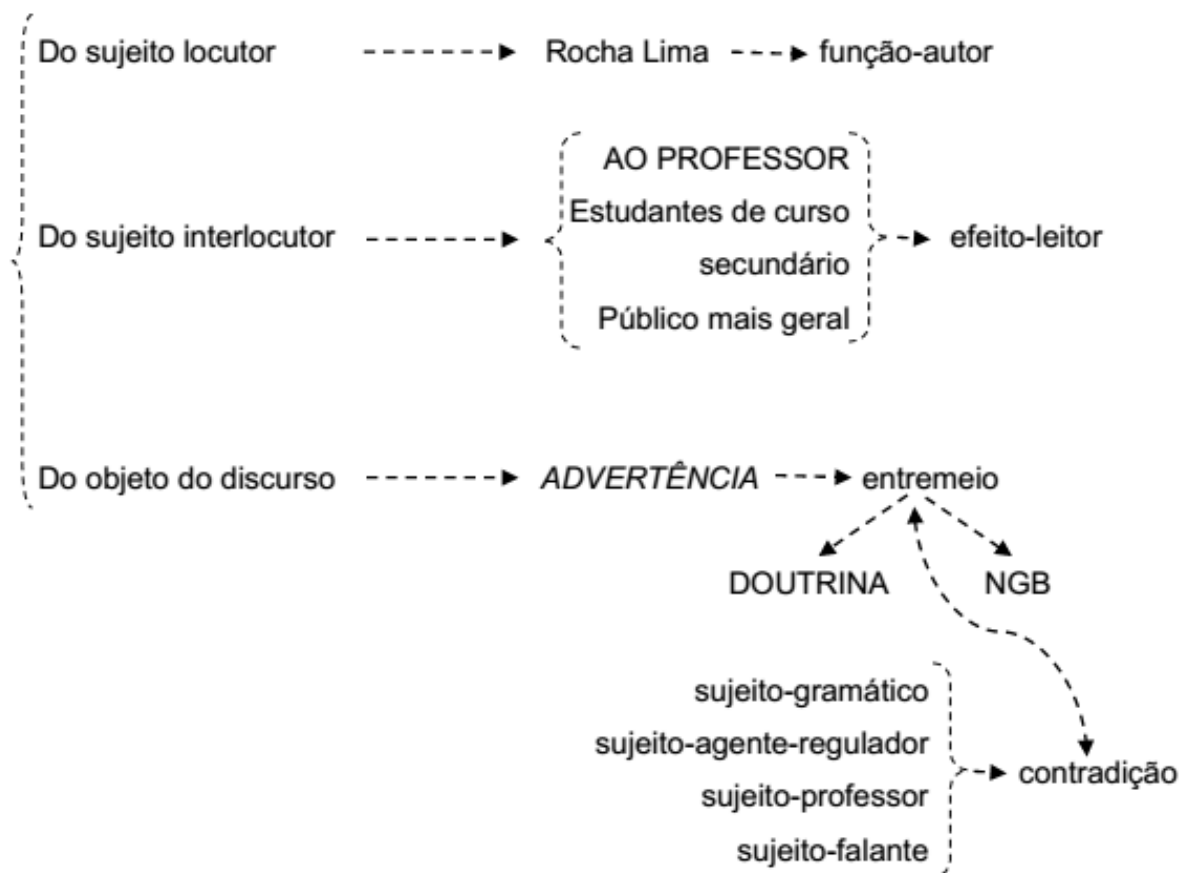 Do sujeito locutor Rocha Lima função-autor
AO PROFESSOR
Estudantes de curso
Do sujeito interlocutor efeito-leitor
secundário
Público mais geral
Do objeto do discurso ADVERTÊNCIA entremeio
DOUTRINA NGB
sujeito-gramático
sujeito-agente-regulador
contradição
sujeito-professor
sujeito-falante